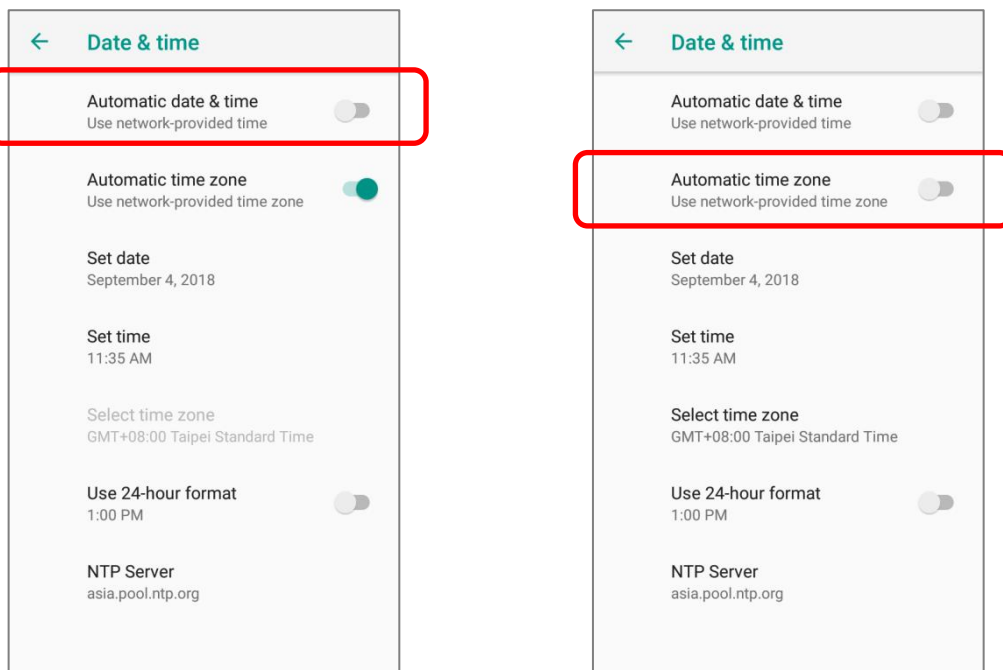 Date & time
Automatic date & time
Use network-provided time
Automatic time zone
Use network-provided time zone
Set date
September 4, 2018
Set time
11:35 AM
Select time zone
GMT+08:00 Taipei Standard Time
Use 24-hour format
1:00 PM
NTP Server
asia.pool.ntp.org
Date & time
Automatic date & time
Use network-provided time
Automatic time zone
Use network-provided time zone
Set date
September 4, 2018
Set time
11:35 AM
Select time zone
GMT+08:00 Taipei Standard Time
Use 24-hour format
1:00 PM
NTP Server
asia.pool.ntp.org